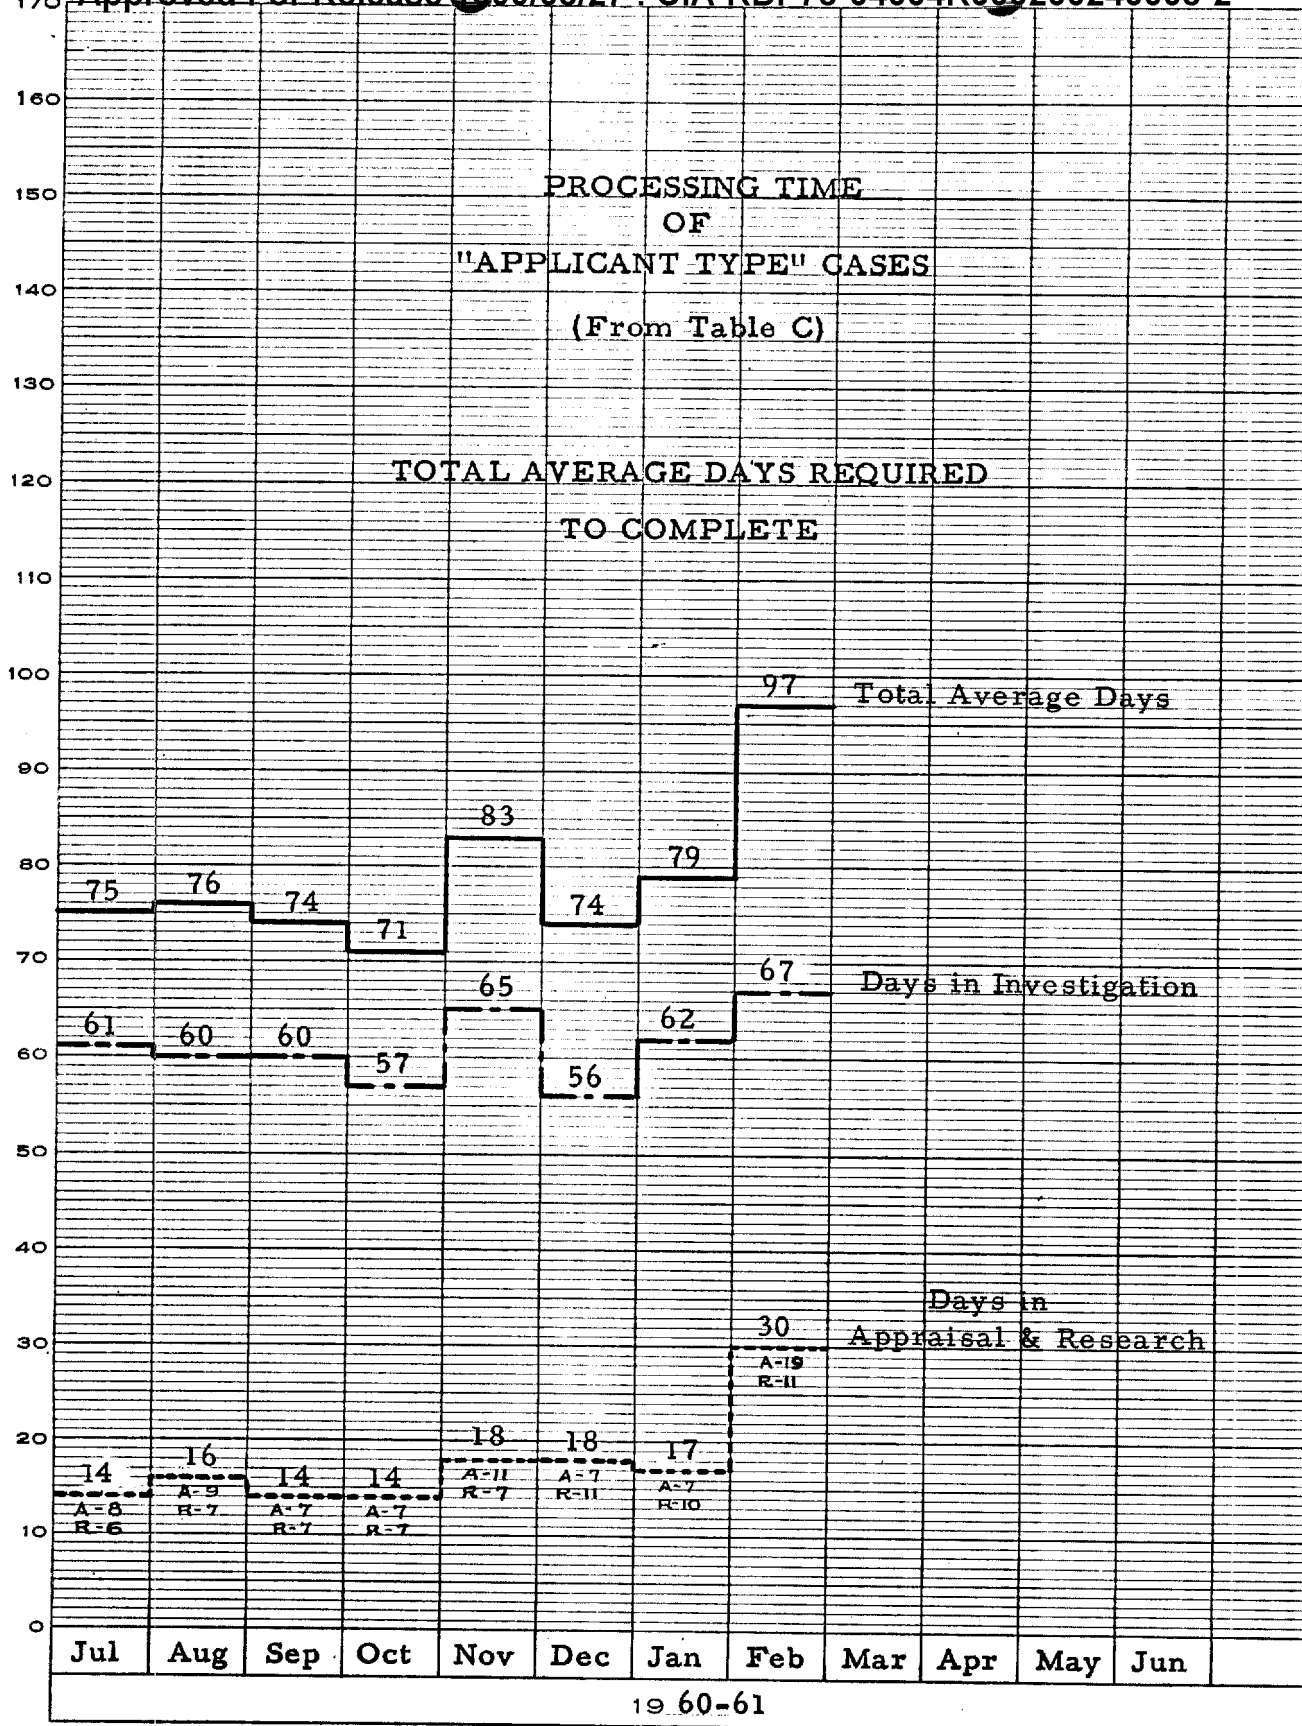 170 Approved For Release
160
150
PROCESSING TIME
OF
"APPLICANT TYPE" CASES
140
(From Table C)
130
120
TOTAL AVERAGE DAYS REQUIRED
TO COMPLETE
110
100
97 Total Average Days
90
83
80
75 76 74 71 74 79
70
67 Days in Investigation
65
61 60 60 57 56 62
60
50
40
Days in
30 Appraisal & Research
30
A-19
R-11
20
14 16 14 14 18 18 17
A-8 A-9 A-7 A-7 A-11 A-7 A-7
R-6 R-7 R-7 R-7 R-7 R-11 R-10
10
0
Jul Aug Sep Oct Nov Dec Jan Feb Mar Apr May Jun
19 60-61